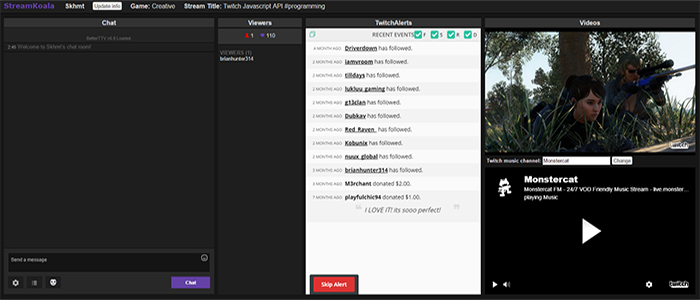 StreamKoala Skhmt Update Info Game: Creative Stream Title: Twitch Javascript API #programming
Chat
BetterTTV v6.8 Loaded.
2:45 Welcome to Skhmt's chat room!
Send a message
Chat
Viewers
1 110
VIEWERS (1)
brianhunter314
TwitchAlerts
RECENT EVENTS F S R D
A MONTH AGO Driverdown has followed.
2 MONTHS AGO iamvroom has followed.
2 MONTHS AGO tilldays has followed.
2 MONTHS AGO lukluu_gaming has followed.
2 MONTHS AGO g13clan has followed.
2 MONTHS AGO Dubkay has followed.
2 MONTHS AGO Red_Raven_ has followed.
2 MONTHS AGO Kobunix has followed.
2 MONTHS AGO nuux_global has followed.
3 MONTHS AGO brianhunter314 has followed.
M3rchant donated $2.00.
7 MONTHS AGO playfulchic94 donated $1.00.
“ I LOVE IT! its sooo perfect! ”
Skip Alert
Videos
twitch
Twitch music channel: Monstercat Change
Monstercat
Monstercat FM - 24/7 VOD Friendly Music Stream - live.monster...
playing Music
twitch